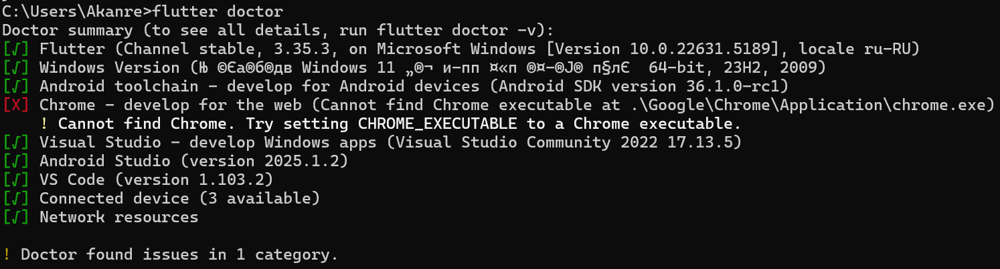 C:\Users\Akanre>flutter doctor
Doctor summary (to see all details, run flutter doctor -v):
[√] Flutter (Channel stable, 3.35.3, on Microsoft Windows [Version 10.0.22631.5189], locale ru-RU)
[√] Windows Version (Њ ©Єа®б®дв Windows 11 „®¬ и-пп ¤«п ®¤-®Ј® п§лЄ  64-bit, 23H2, 2009)
[√] Android toolchain - develop for Android devices (Android SDK version 36.1.0-rc1)
[X] Chrome - develop for the web (Cannot find Chrome executable at .\Google\Chrome\Application\chrome.exe)
! Cannot find Chrome. Try setting CHROME_EXECUTABLE to a Chrome executable.
[√] Visual Studio - develop Windows apps (Visual Studio Community 2022 17.13.5)
[√] Android Studio (version 2025.1.2)
[√] VS Code (version 1.103.2)
[√] Connected device (3 available)
[√] Network resources
! Doctor found issues in 1 category.